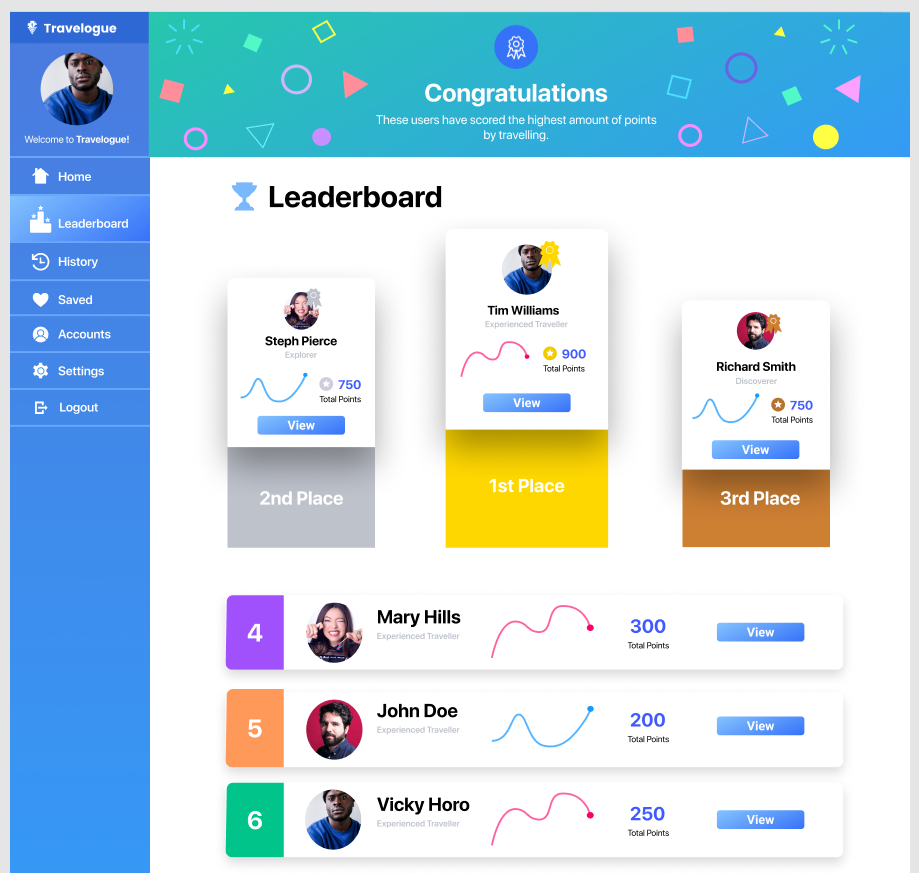 Travelogue
Welcome to Travelogue!
Home
Leaderboard
History
Saved
Accounts
Settings
Logout
Congratulations
These users have scored the highest amount of points
by travelling.
Leaderboard
Steph Pierce
Explorer
750
Total Points
View
2nd Place
Tim Williams
Experienced Traveller
900
Total Points
View
1st Place
Richard Smith
Discoverer
750
Total Points
View
3rd Place
4
Mary Hills
Experienced Traveller
300
Total Points
View
5
John Doe
Experienced Traveller
200
Total Points
View
6
Vicky Horo
Experienced Traveller
250
Total Points
View